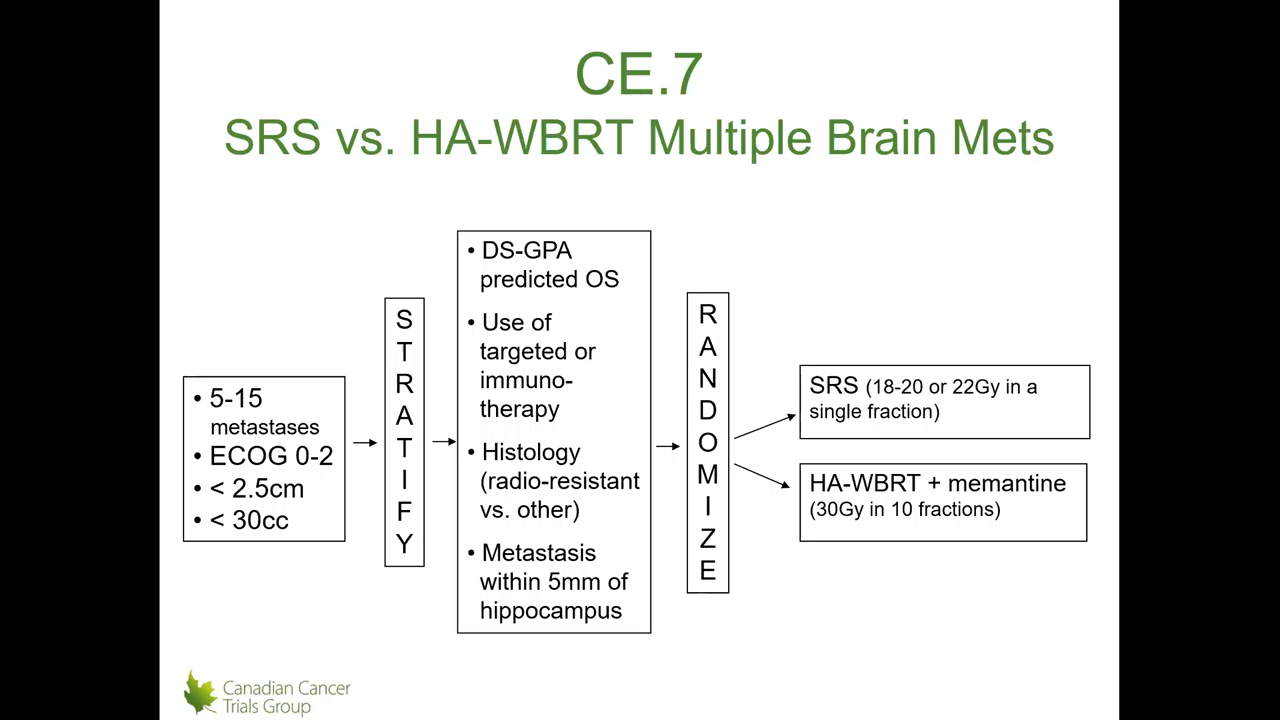 CE.7
SRS vs. HA-WBRT Multiple Brain Mets
• 5-15
metastases
• ECOG 0-2
• < 2.5cm
• < 30cc
STRATIFY
• DS-GPA
predicted OS
• Use of
targeted or
immuno-
therapy
• Histology
(radio-resistant
vs. other)
• Metastasis
within 5mm of
hippocampus
RANDOMIZE
SRS (18-20 or 22Gy in a
single fraction)
HA-WBRT + memantine
(30Gy in 10 fractions)
Canadian Cancer
Trials Group